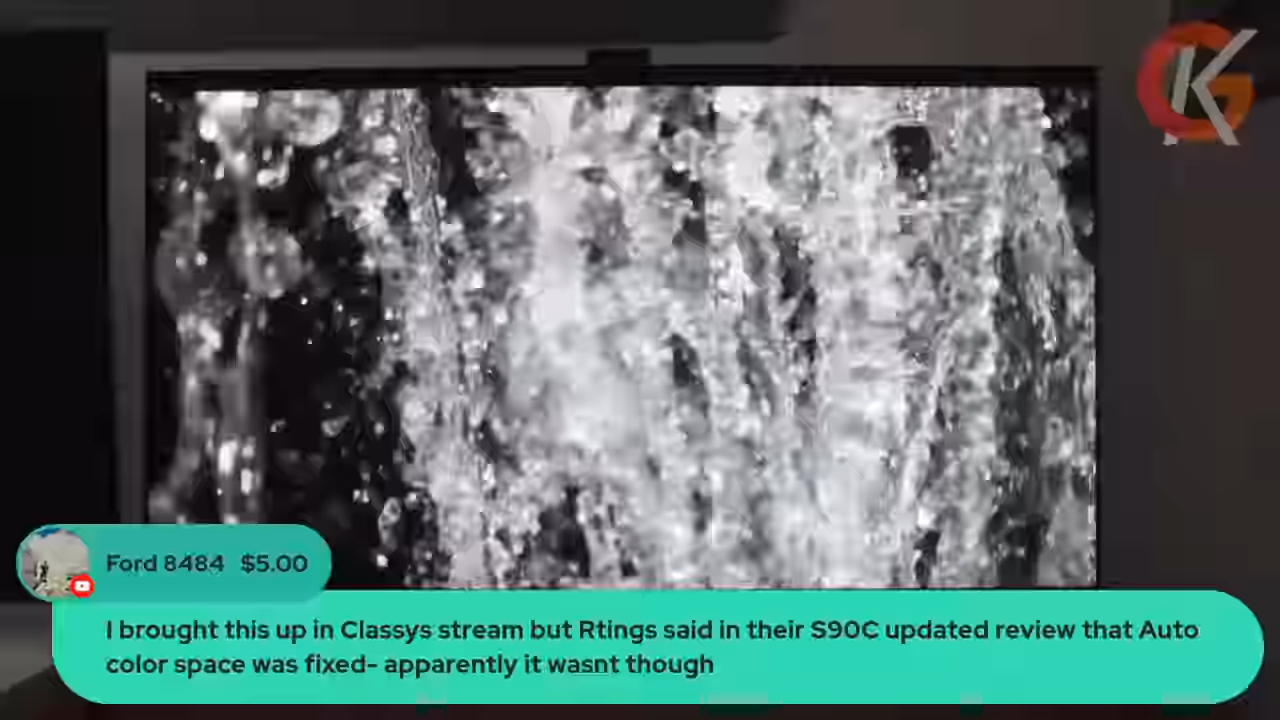 GK
Ford 8484 $5.00
I brought this up in Classys stream but Rtings said in their S90C updated review that Auto
color space was fixed- apparently it wasnt though